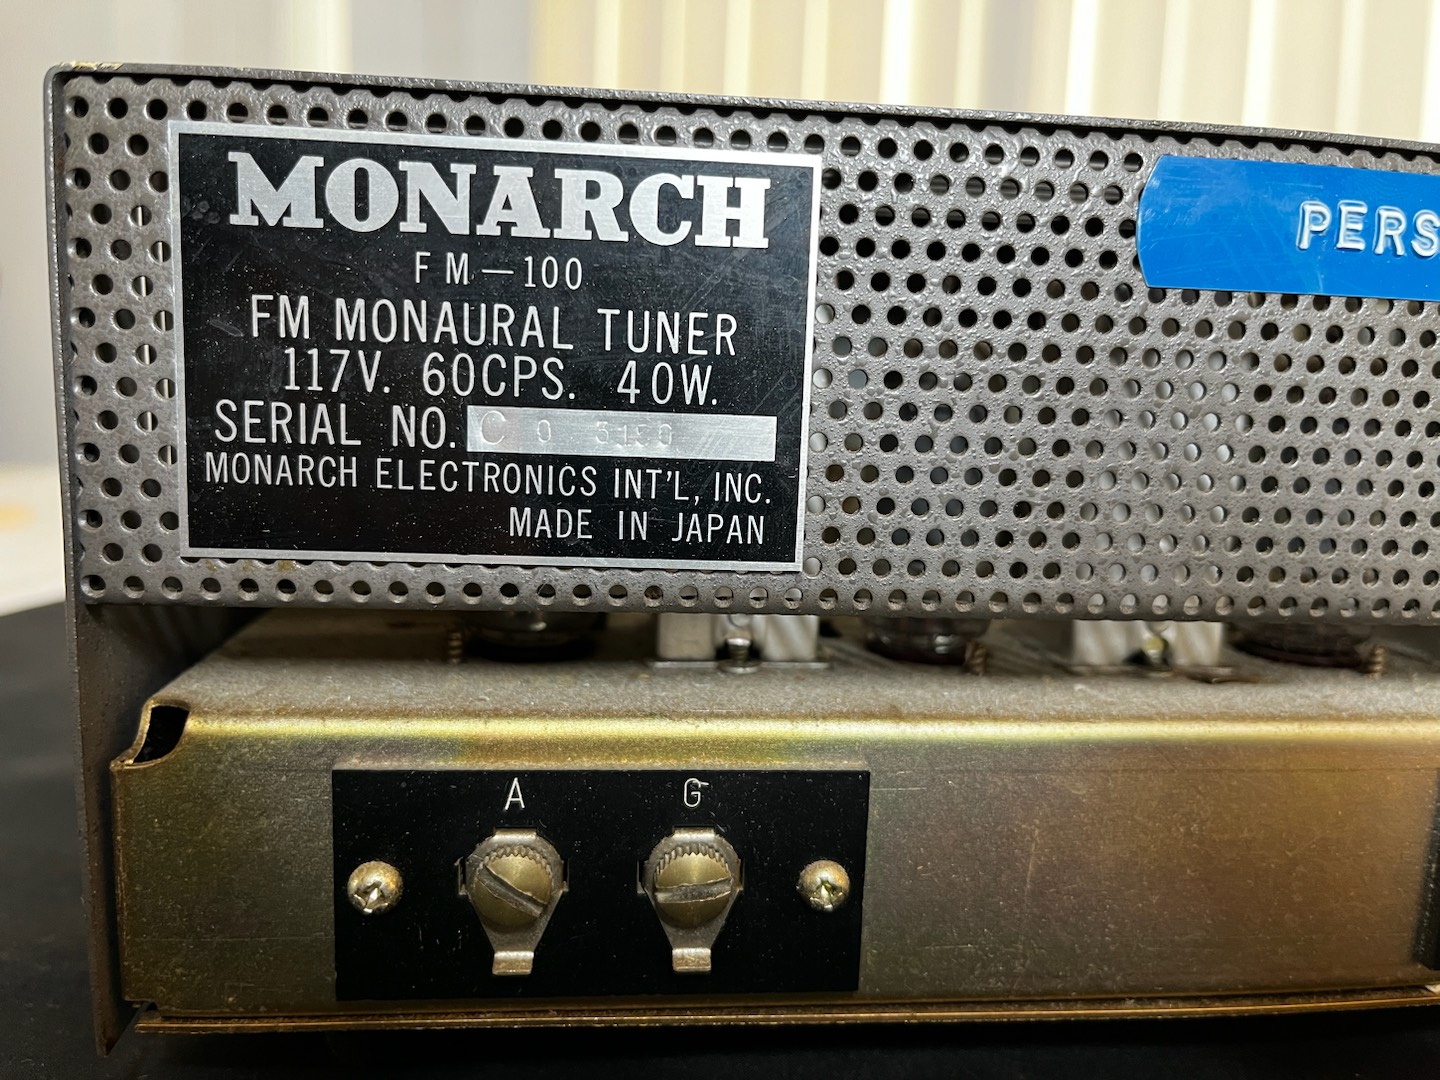 MONARCH
FM-100
FM MONAURAL TUNER
117V. 60CPS. 40W.
SERIAL NO. C 0
MONARCH ELECTRONICS INT'L, INC.
MADE IN JAPAN
PERS
A G